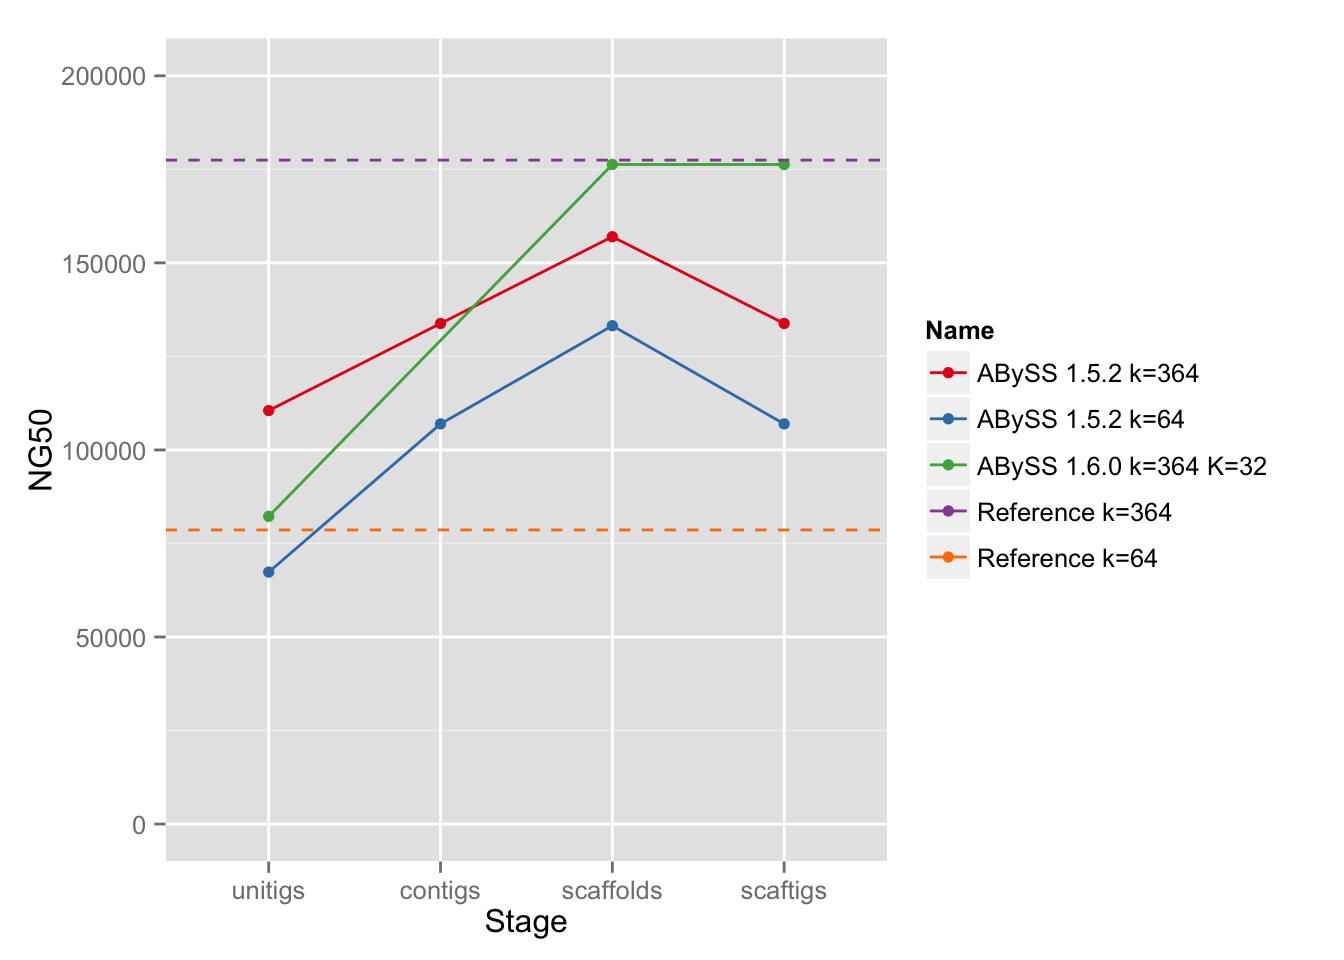 200000
150000
100000
50000
0
NG50
unitigs contigs scaffolds scaftigs
Stage
Name
ABySS 1.5.2 k=364
ABySS 1.5.2 k=64
ABySS 1.6.0 k=364 K=32
Reference k=364
Reference k=64